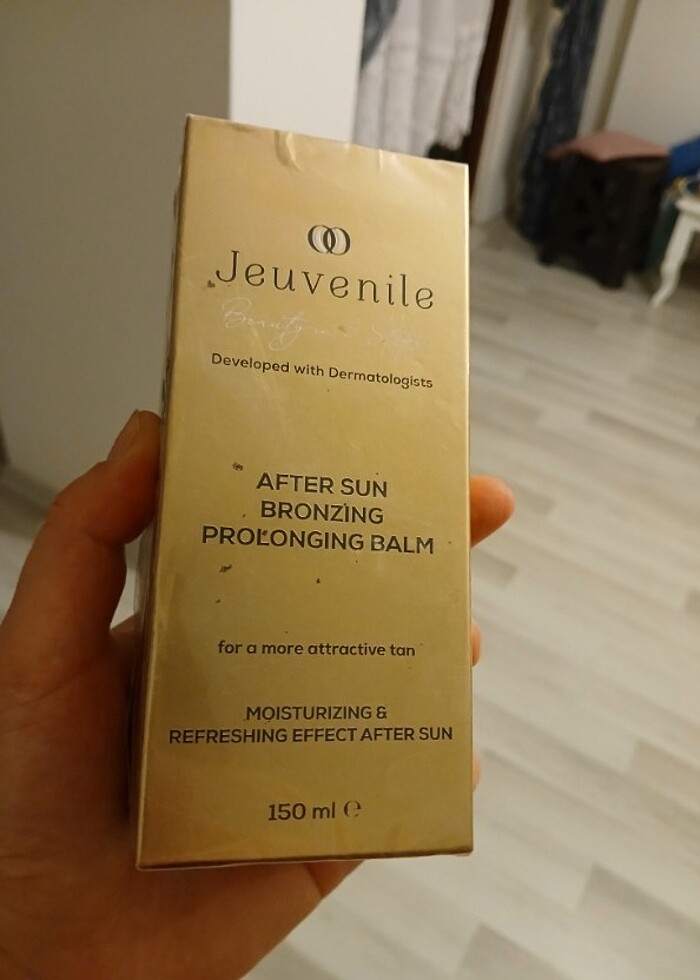 Jeuvenile
Developed with Dermatologists
AFTER SUN
BRONZING
PROLONGING BALM
for a more attractive tan
MOISTURIZING &
REFRESHING EFFECT AFTER SUN
150 ml ℮